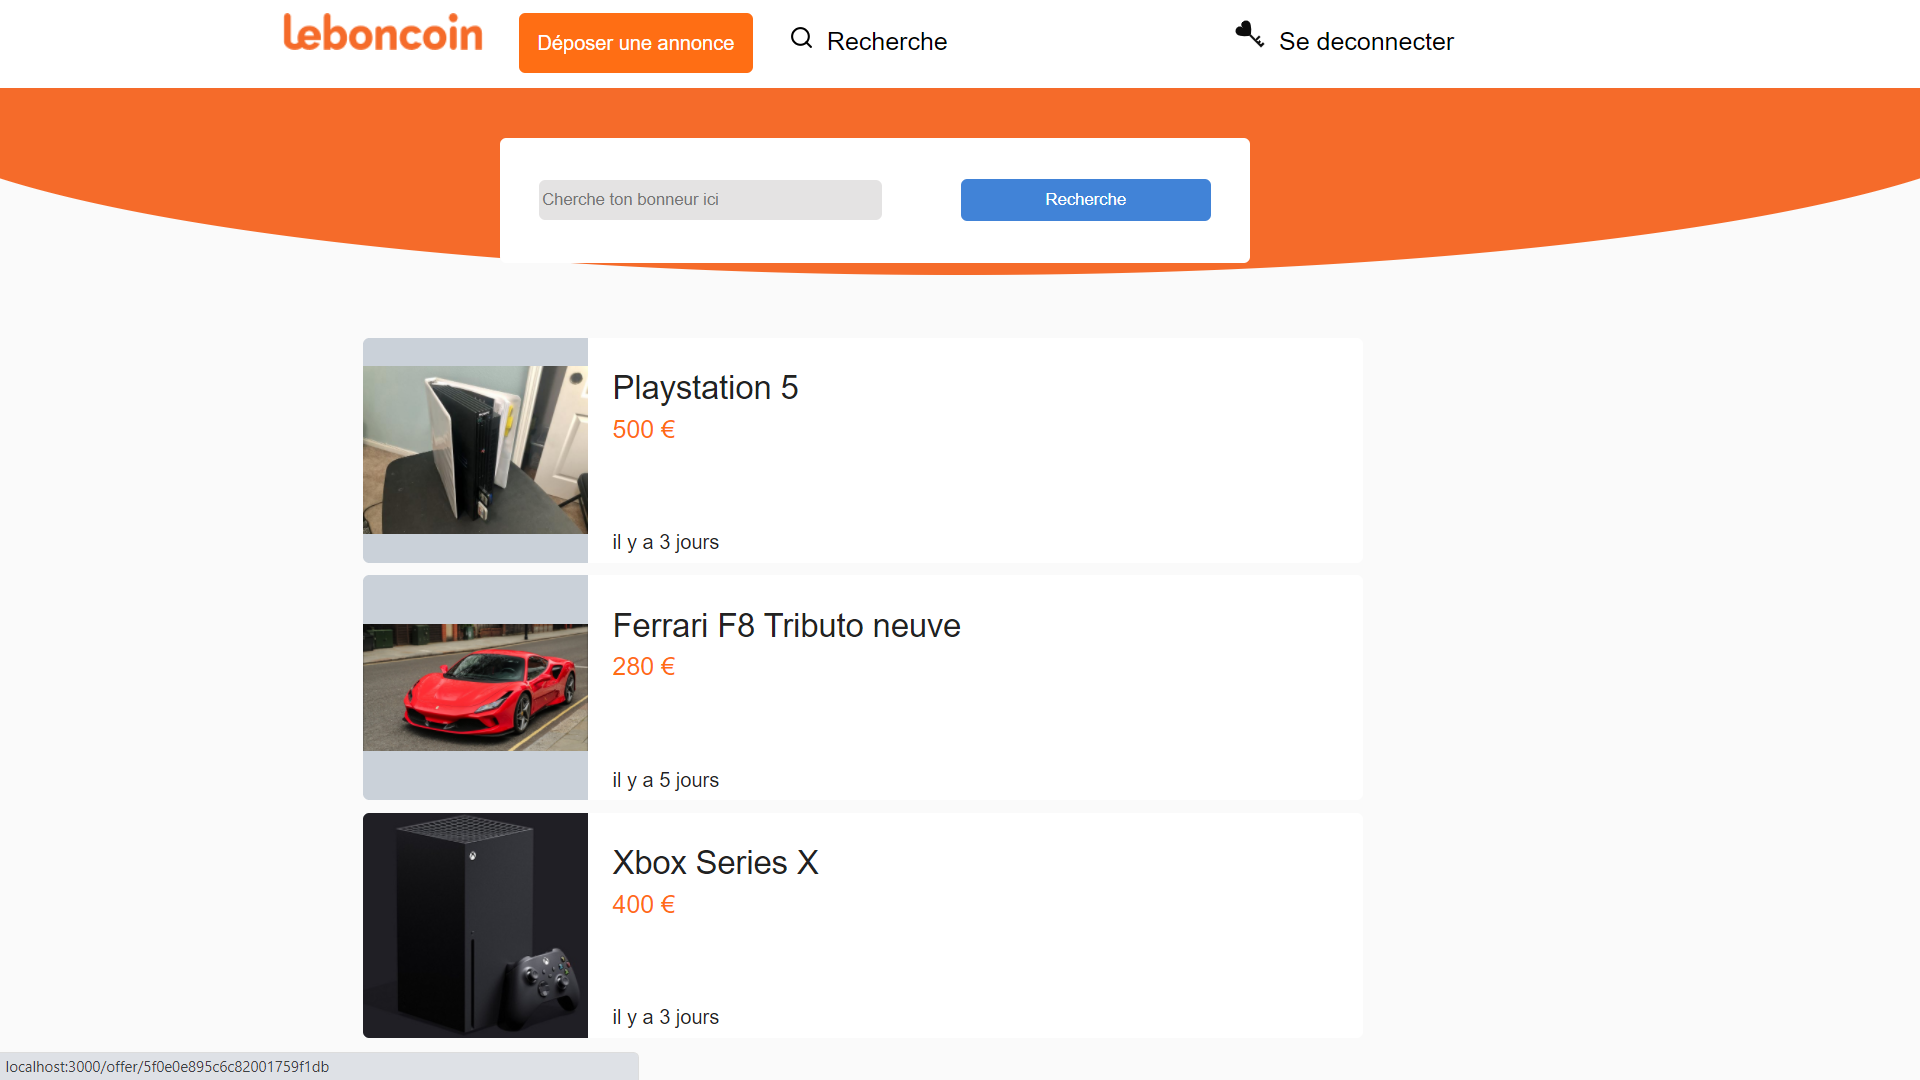 leboncoin
Déposer une annonce
Recherche
Se deconnecter
Cherche ton bonneur ici
Recherche
Playstation 5
500 €
il y a 3 jours
Ferrari F8 Tributo neuve
280 €
il y a 5 jours
Xbox Series X
400 €
il y a 3 jours
localhost:3000/offer/5f0e0e895c6c82001759f1db